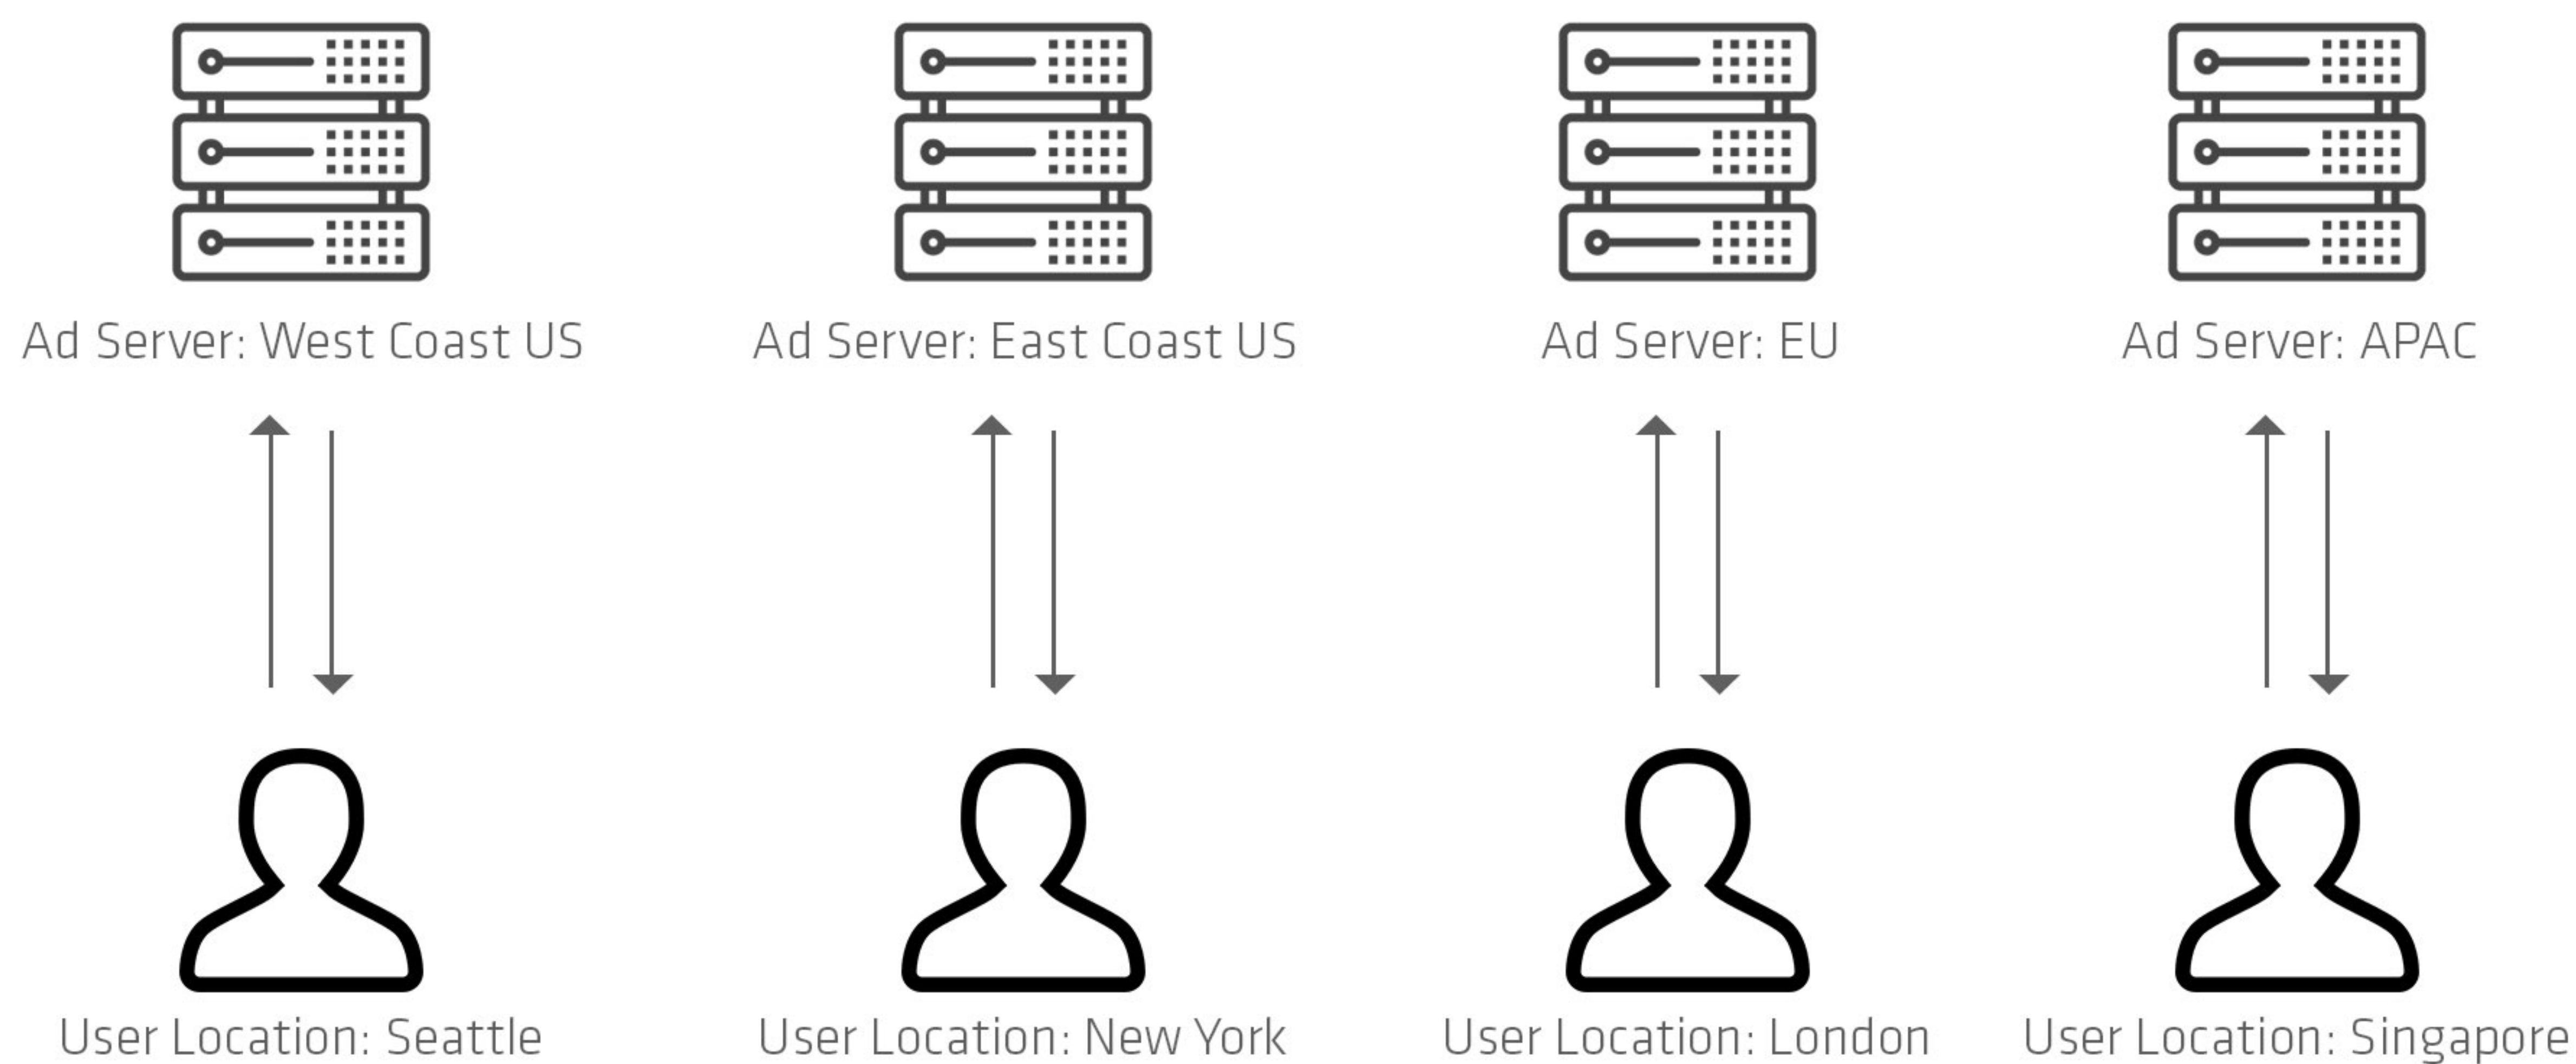 Ad Server: West Coast US
Ad Server: East Coast US
Ad Server: EU
Ad Server: APAC
User Location: Seattle
User Location: New York
User Location: London
User Location: Singapore